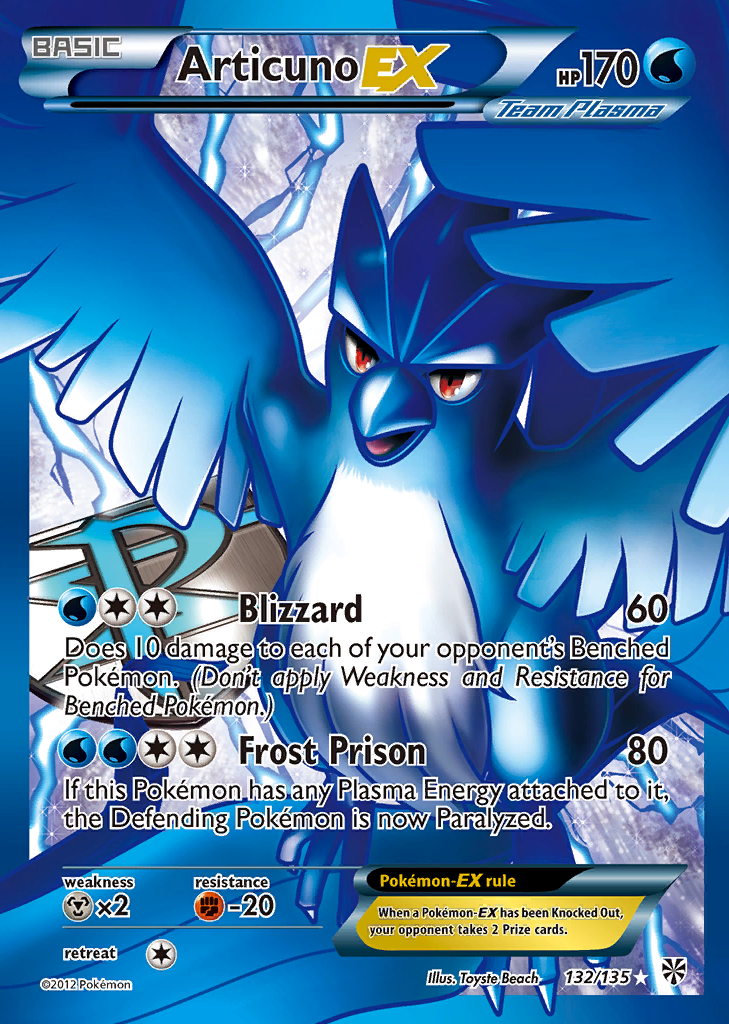 BASIC
Articuno EX
HP 170
Team Plasma
Blizzard 60
Does 10 damage to each of your opponent's Benched
Pokémon. (Don't apply Weakness and Resistance for
Benched Pokémon.)
Frost Prison 80
If this Pokémon has any Plasma Energy attached to it,
the Defending Pokémon is now Paralyzed.
weakness
×2
resistance
-20
retreat
Pokémon-EX rule
When a Pokémon-EX has been Knocked Out,
your opponent takes 2 Prize cards.
©2012 Pokémon
Illus. Toyste Beach
132/135